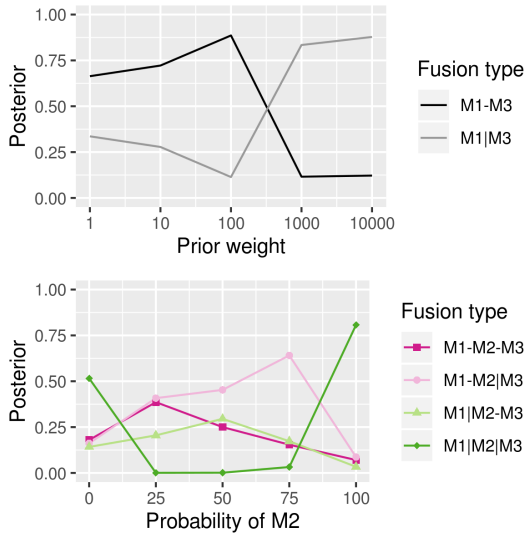 1.00
0.75
0.50
0.25
0.00
Posterior
1 10 100 1000 10000
Prior weight
Fusion type
M1-M3
M1|M3
1.00
0.75
0.50
0.25
0.00
Posterior
0 25 50 75 100
Probability of M2
Fusion type
M1-M2-M3
M1-M2|M3
M1|M2-M3
M1|M2|M3